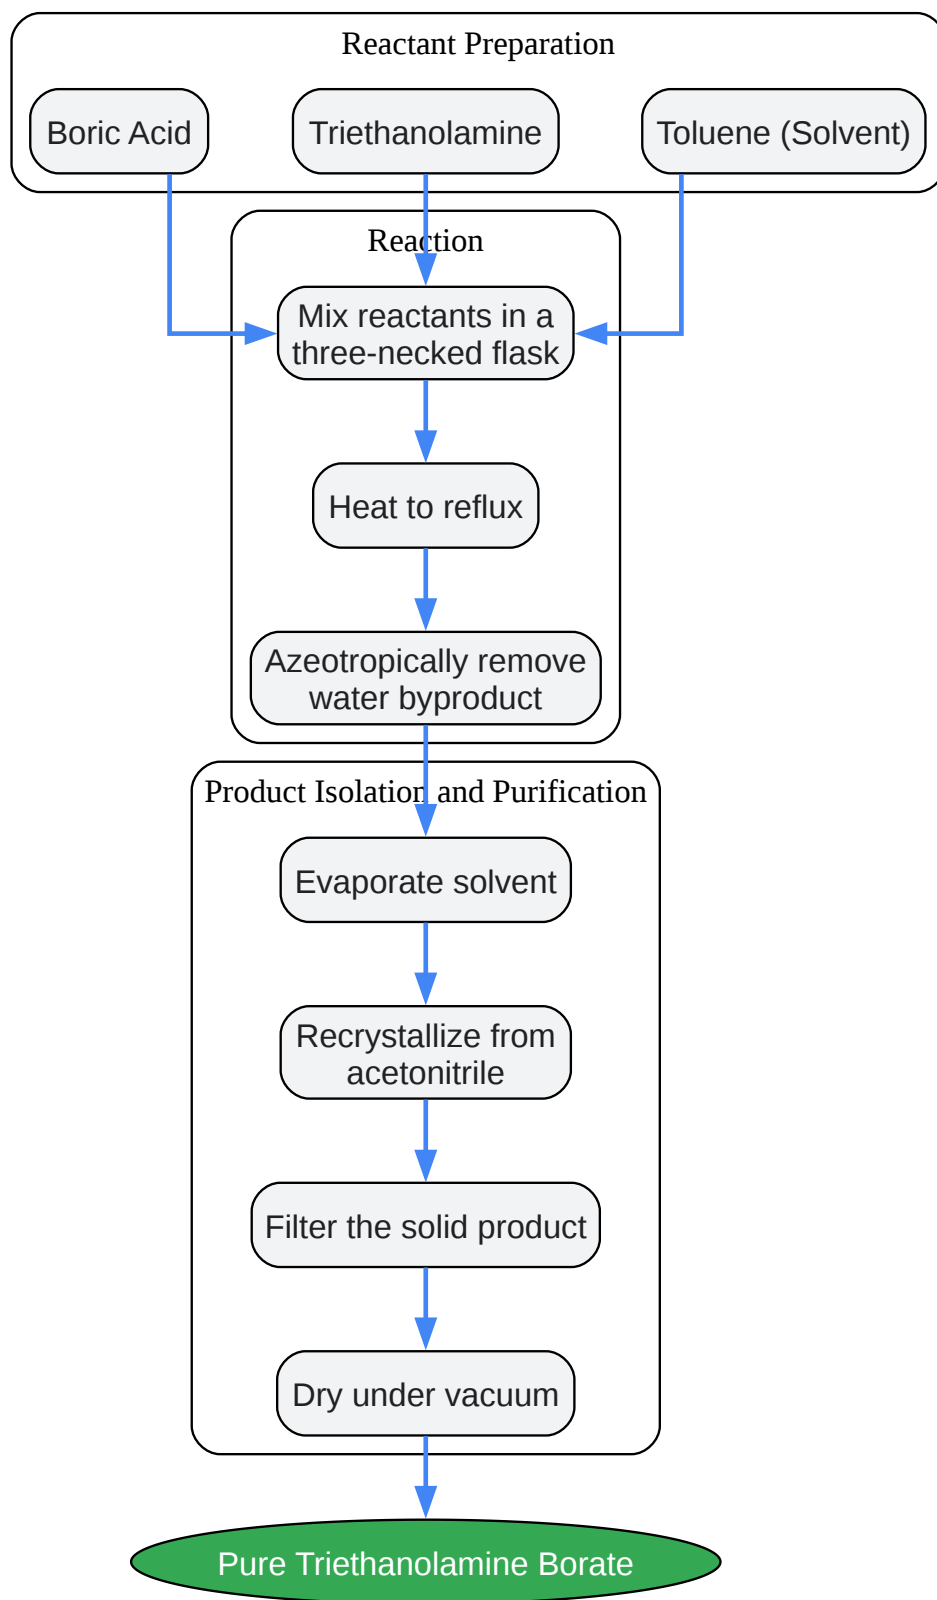 Reactant Preparation
Boric Acid
Triethanolamine
Toluene (Solvent)
Reaction
Mix reactants in a
three-necked flask
Heat to reflux
Azeotropically remove
water byproduct
Product Isolation and Purification
Evaporate solvent
Recrystallize from
acetonitrile
Filter the solid product
Dry under vacuum
Pure Triethanolamine Borate